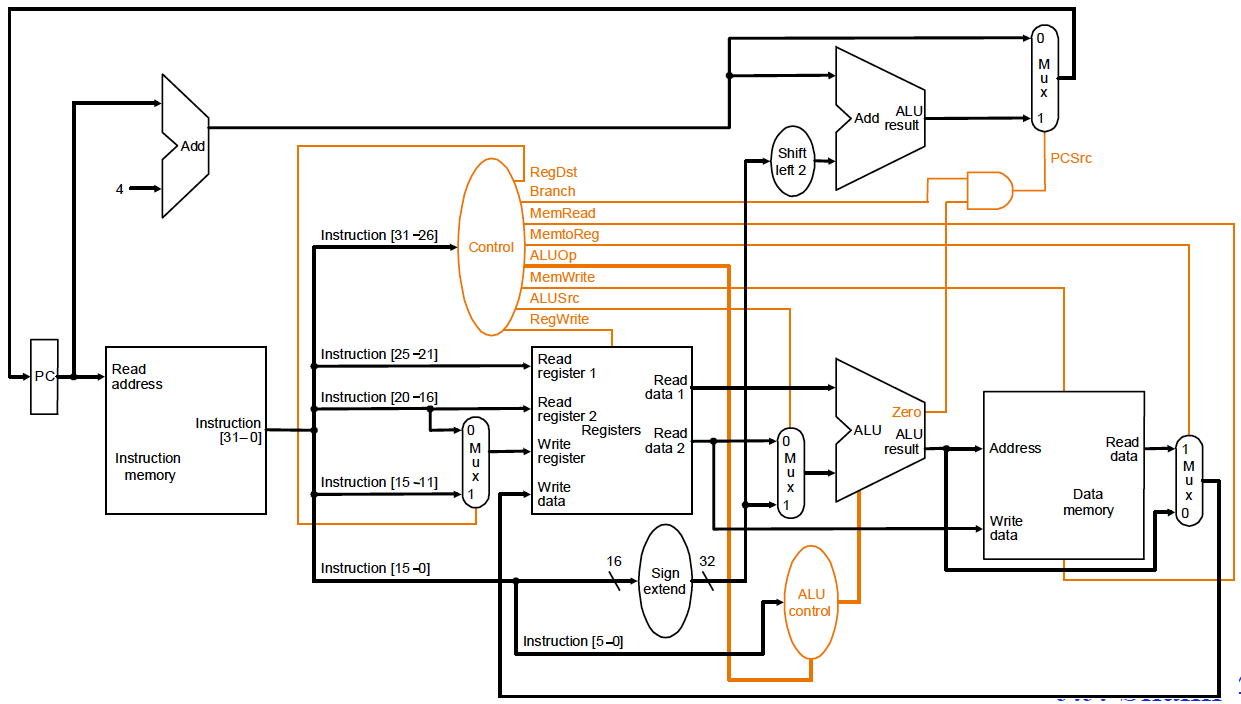 0
M
u
x
1
Add
ALU
result
Add
4
Shift
left 2
PCSrc
RegDst
Branch
MemRead
MemtoReg
ALUOp
MemWrite
ALUSrc
RegWrite
Control
Instruction [31–26]
Instruction [25–21]
Instruction [20–16]
Instruction [15–11]
Instruction [15–0]
Instruction [5–0]
PC
Read
address
Instruction
[31–0]
Instruction
memory
0
M
u
x
1
Read
register 1
Read
register 2
Write
register
Write
data
Registers
Read
data 1
Read
data 2
0
M
u
x
1
Zero
ALU
ALU
result
Address
Write
data
Read
data
Data
memory
1
M
u
x
0
16
Sign
extend
32
ALU
control